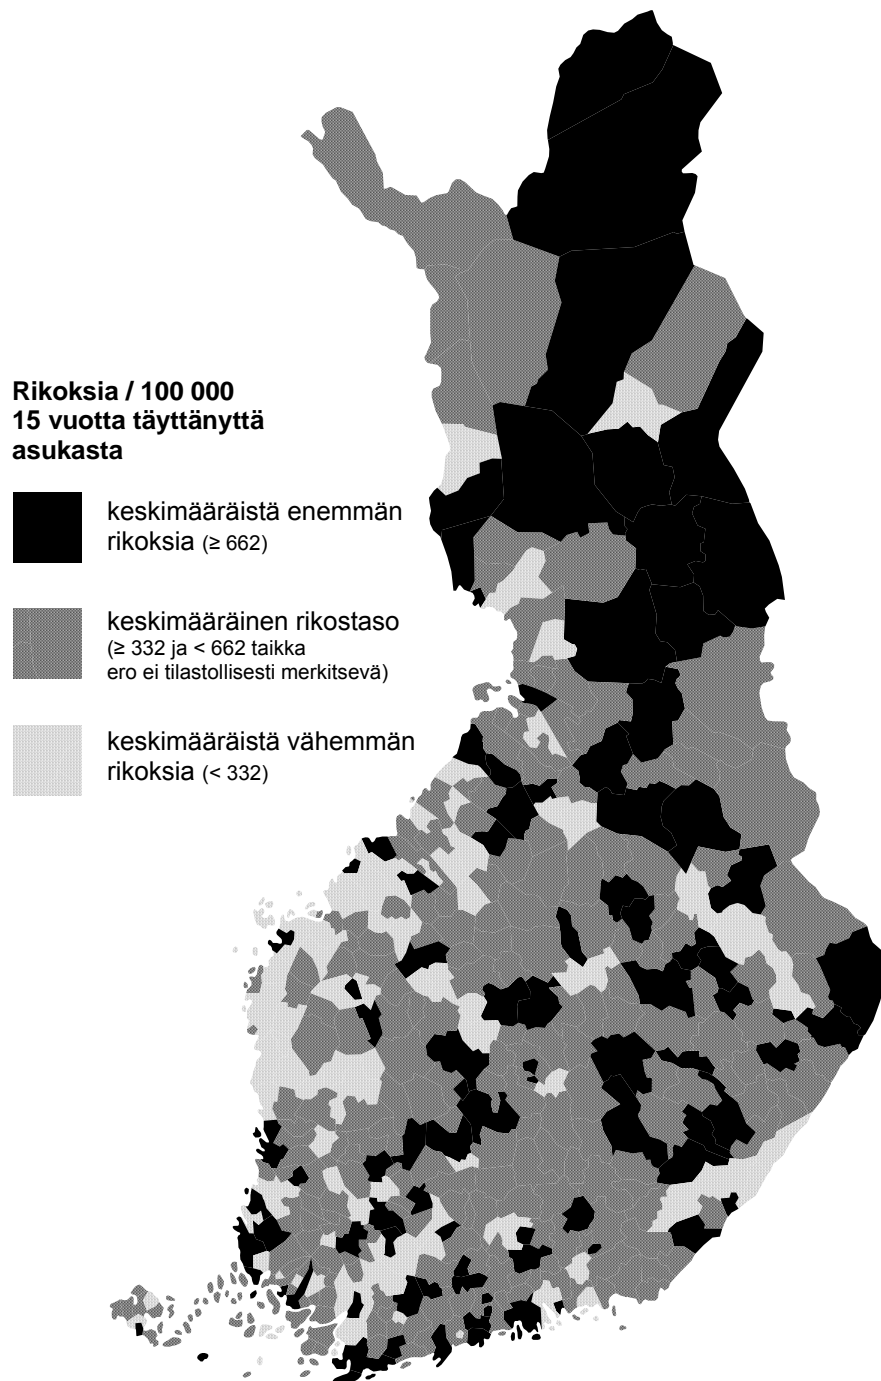 Rikoksia / 100 000
15 vuotta täyttänyttä
asukasta
keskimääräistä enemmän
rikoksia (≥ 662)
keskimääräinen rikostaso
(≥ 332 ja < 662 taikka
ero ei tilastollisesti merkitsevä)
keskimääräistä vähemmän
rikoksia (< 332)